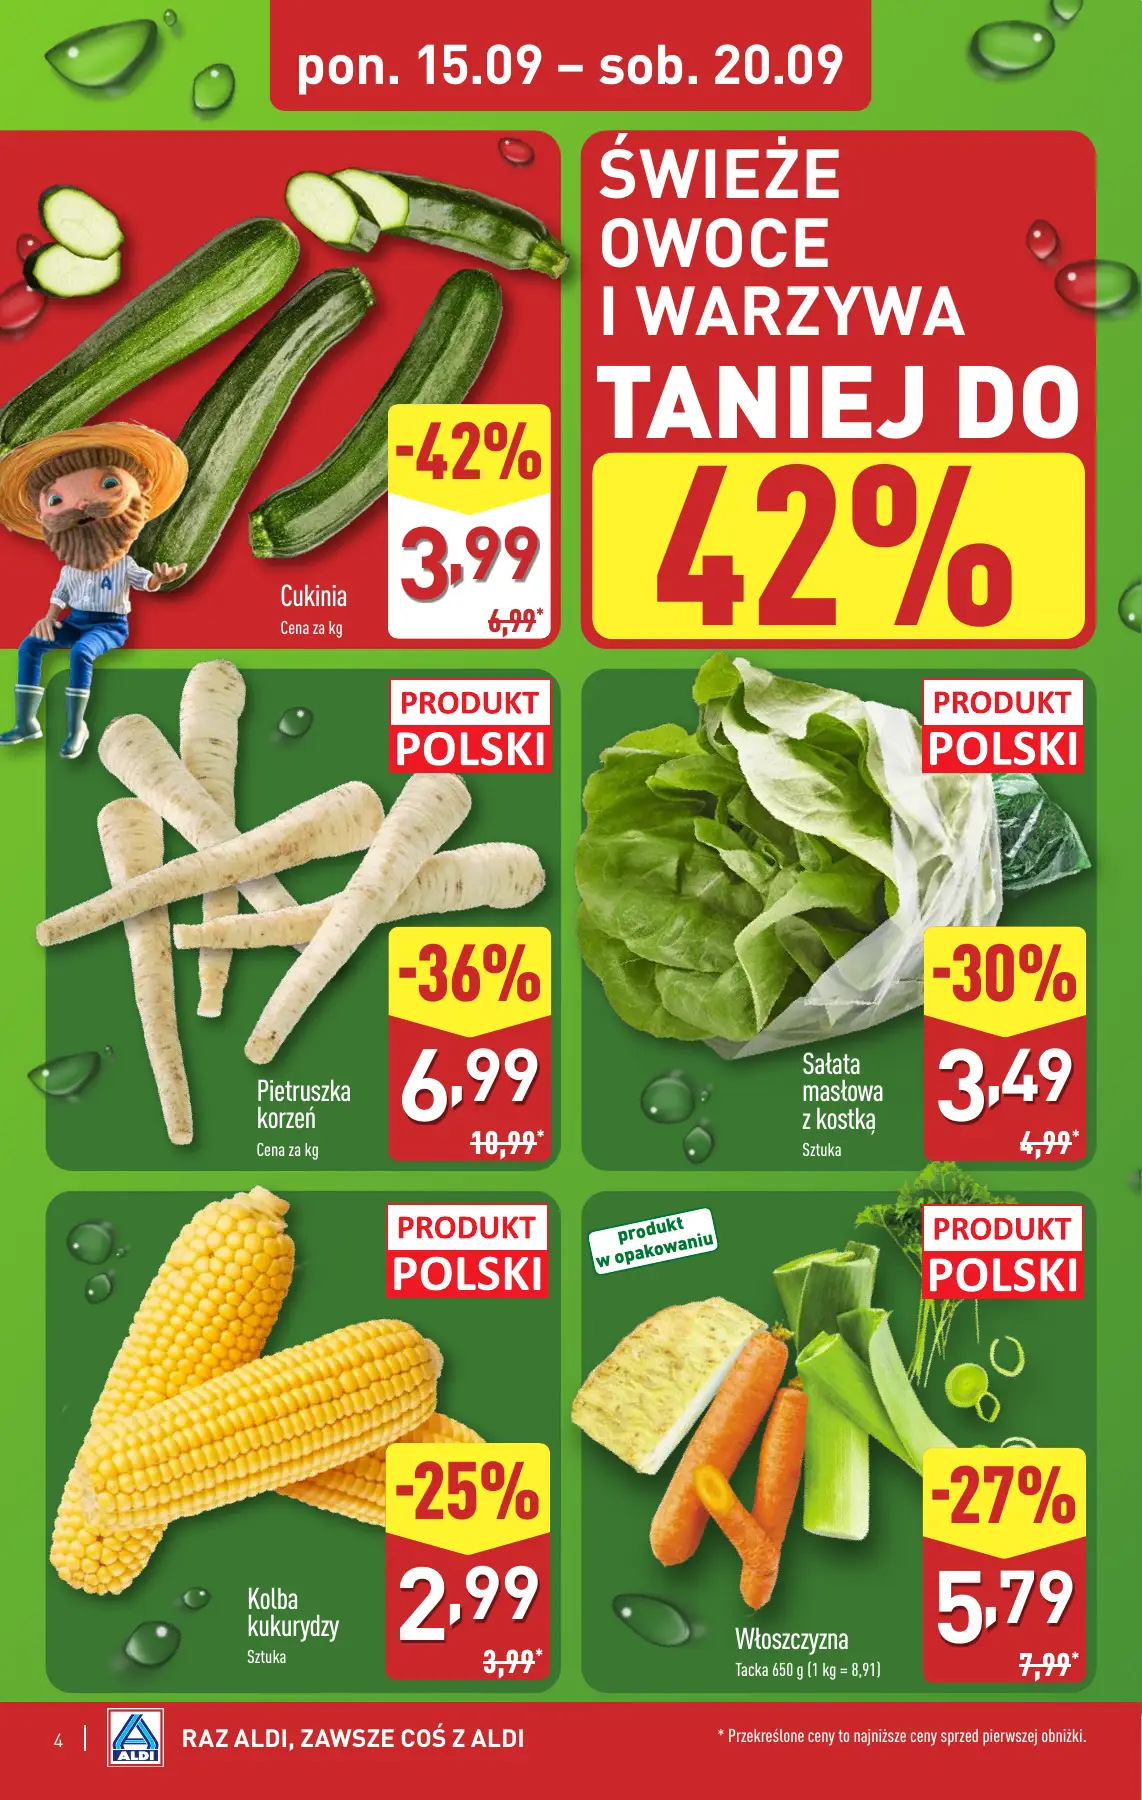 pon. 15.09 – sob. 20.09
ŚWIEŻE
OWOCE
I WARZYWA
TANIEJ DO
42%
-42%
3,99
6,99*
Cukinia
Cena za kg
A
PRODUKT
POLSKI
-36%
6,99
10,99*
Pietruszka
korzeń
Cena za kg
PRODUKT
POLSKI
-30%
3,49
4,99*
Sałata
masłowa
z kostką
Sztuka
PRODUKT
POLSKI
-25%
2,99
3,99*
Kolba
kukurydzy
Sztuka
produkt
w opakowaniu
PRODUKT
POLSKI
-27%
5,79
7,99*
Włoszczyzna
Tacka 650 g (1 kg = 8,91)
4
ALDI
RAZ ALDI, ZAWSZE COŚ Z ALDI
* Przekreślone ceny to najniższe ceny sprzed pierwszej obniżki.